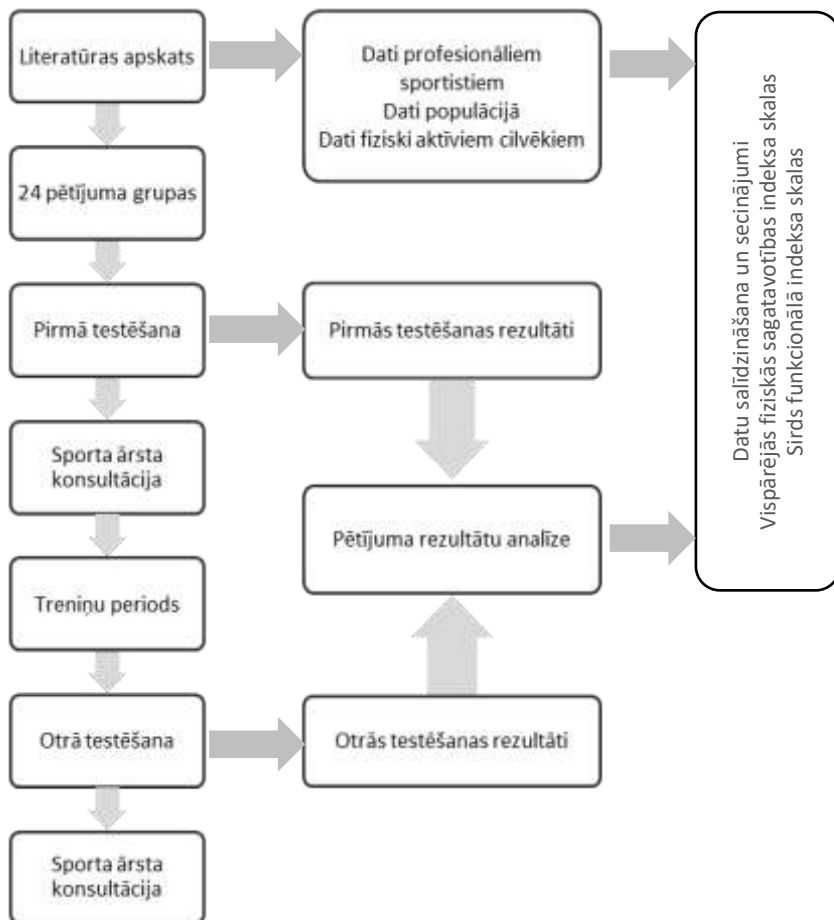 Literatūras apskats
Dati profesionāliem
sportistiem
Dati populācijā
Dati fiziski aktīviem cilvēkiem
24 pētījuma grupas
Pirmā testēšana
Pirmās testēšanas rezultāti
Sporta ārsta
konsultācija
Pētījuma rezultātu analīze
Treniņu periods
Otrā testēšana
Otrās testēšanas rezultāti
Sporta ārsta
konsultācija
Datu salīdzināšana un secinājumi
Vispārējās fiziskās sagatavotības indeksa skalas
Sirds funkcionālā indeksa skalas